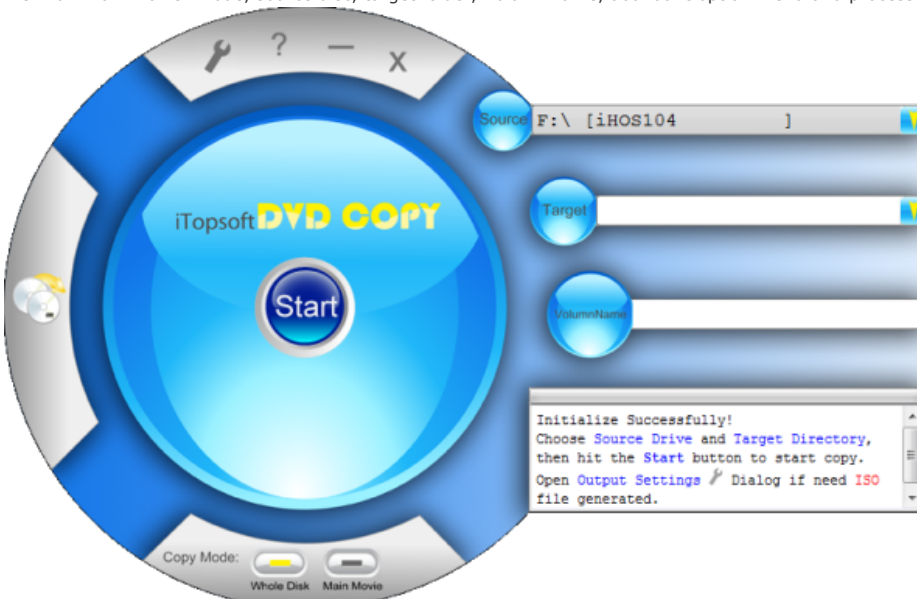 ? — X
Source F:\ [iHOS104 ]
iTopsoft DVD COPY
Target
Start
VolumnName
Initialize Successfully!
Choose Source Drive and Target Directory,
then hit the Start button to start copy.
Open Output Settings Dialog if need ISO
file generated.
Copy Mode:
Whole Disk Main Movie